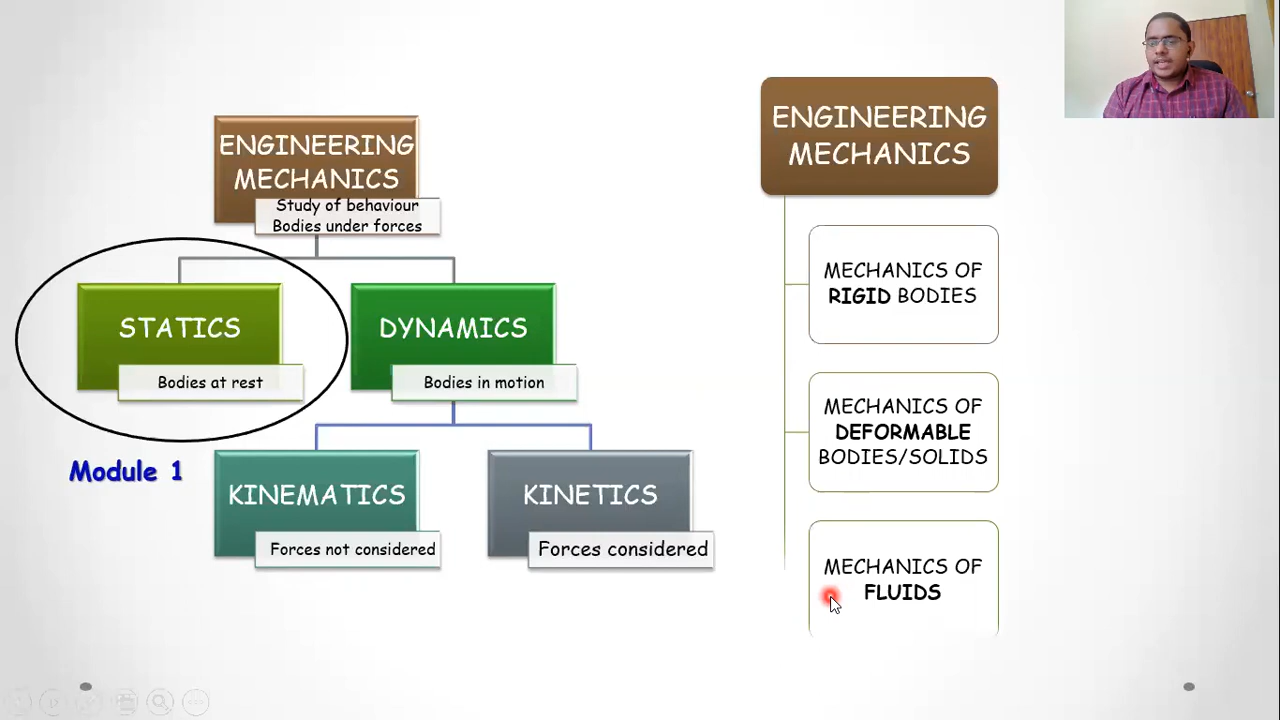 ENGINEERING
MECHANICS
Study of behaviour
Bodies under forces
STATICS
Bodies at rest
DYNAMICS
Bodies in motion
Module 1
KINEMATICS
Forces not considered
KINETICS
Forces considered
ENGINEERING
MECHANICS
MECHANICS OF
RIGID BODIES
MECHANICS OF
DEFORMABLE
BODIES/SOLIDS
MECHANICS OF
FLUIDS